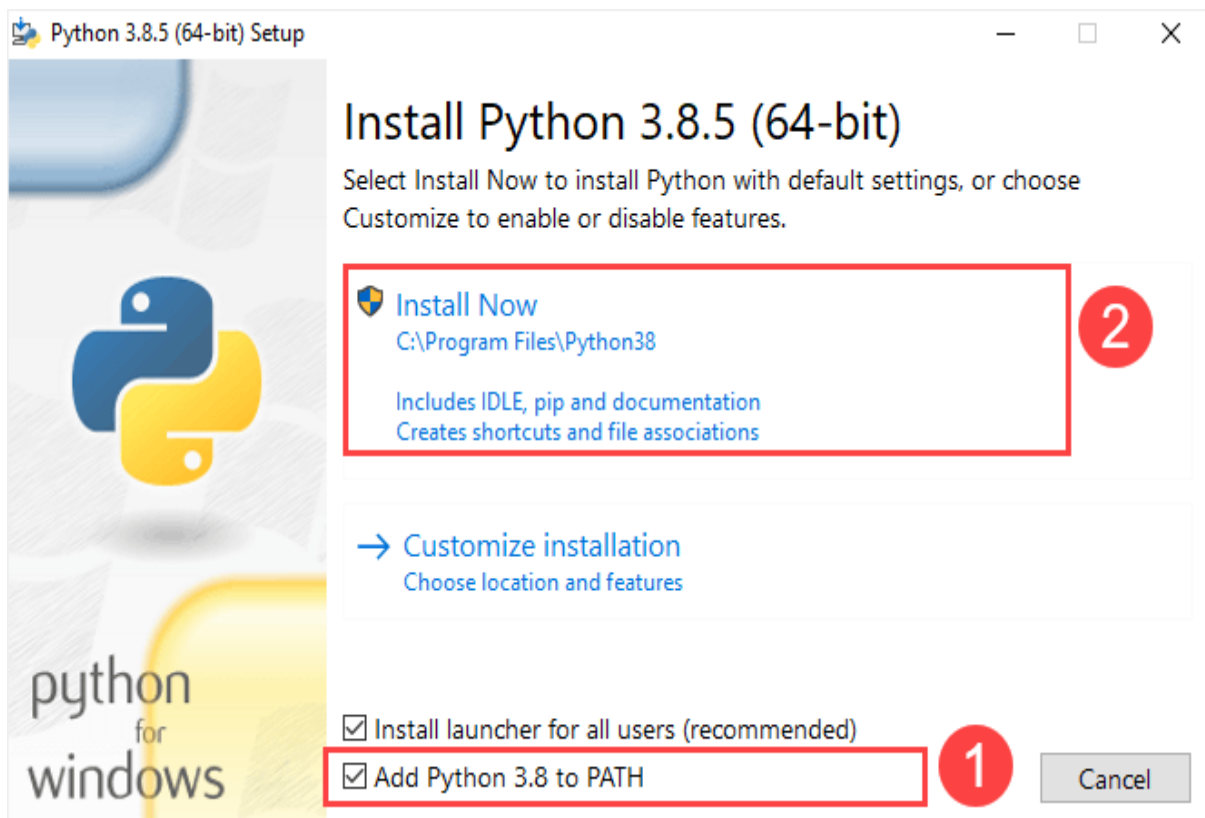 Python 3.8.5 (64-bit) Setup
Install Python 3.8.5 (64-bit)
Select Install Now to install Python with default settings, or choose
Customize to enable or disable features.
Install Now
C:\Program Files\Python38
2
Includes IDLE, pip and documentation
Creates shortcuts and file associations
Customize installation
Choose location and features
python
for
windows
Install launcher for all users (recommended)
Add Python 3.8 to PATH
1
Cancel